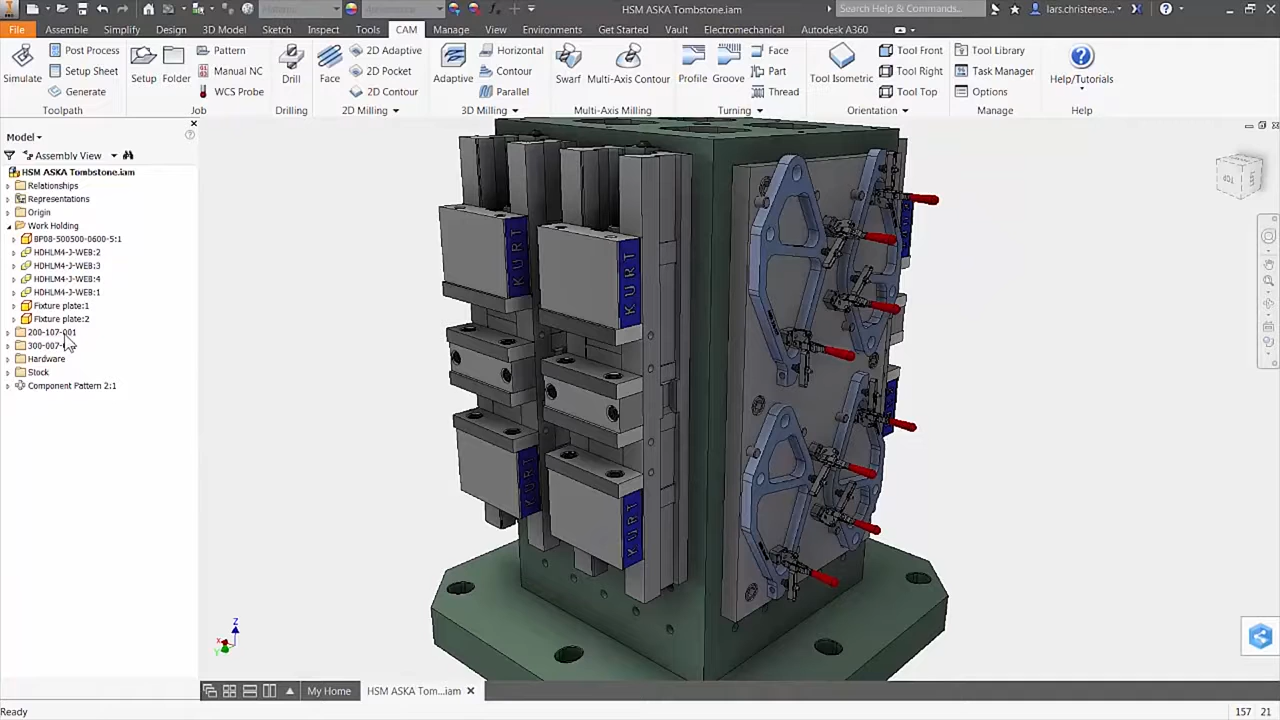 HSM ASKA Tombstone.iam
Search Help & Commands...
lars.christense...
File Assemble Simplify Design 3D Model Sketch Inspect Tools CAM Manage View Environments Get Started Vault Electromechanical Autodesk A360
Simulate Post Process Setup Sheet Generate
Setup Folder Pattern Manual NC WCS Probe
Drill
Face 2D Adaptive 2D Pocket 2D Contour
Adaptive Horizontal Contour Parallel
Swarf Multi-Axis Contour
Profile Groove Face Part Thread
Tool Isometric Tool Front Tool Right Tool Top
Tool Library Task Manager Options
Help/Tutorials
Toolpath Job Drilling 2D Milling 3D Milling Multi-Axis Milling Turning Orientation Manage Help
Model
Assembly View
HSM ASKA Tombstone.iam
Relationships
Representations
Origin
Work Holding
BP08-500500-0600-5:1
HDHLM4-J-WEB:2
HDHLM4-J-WEB:3
HDHLM4-J-WEB:4
HDHLM4-J-WEB:1
Fixture plate:1
Fixture plate:2
200-107-001
300-007-
Hardware
Stock
Component Pattern 2:1
KURT
KURT
KURT
KURT
Z
X
Y
My Home
HSM ASKA Tom...iam
Ready
157 21